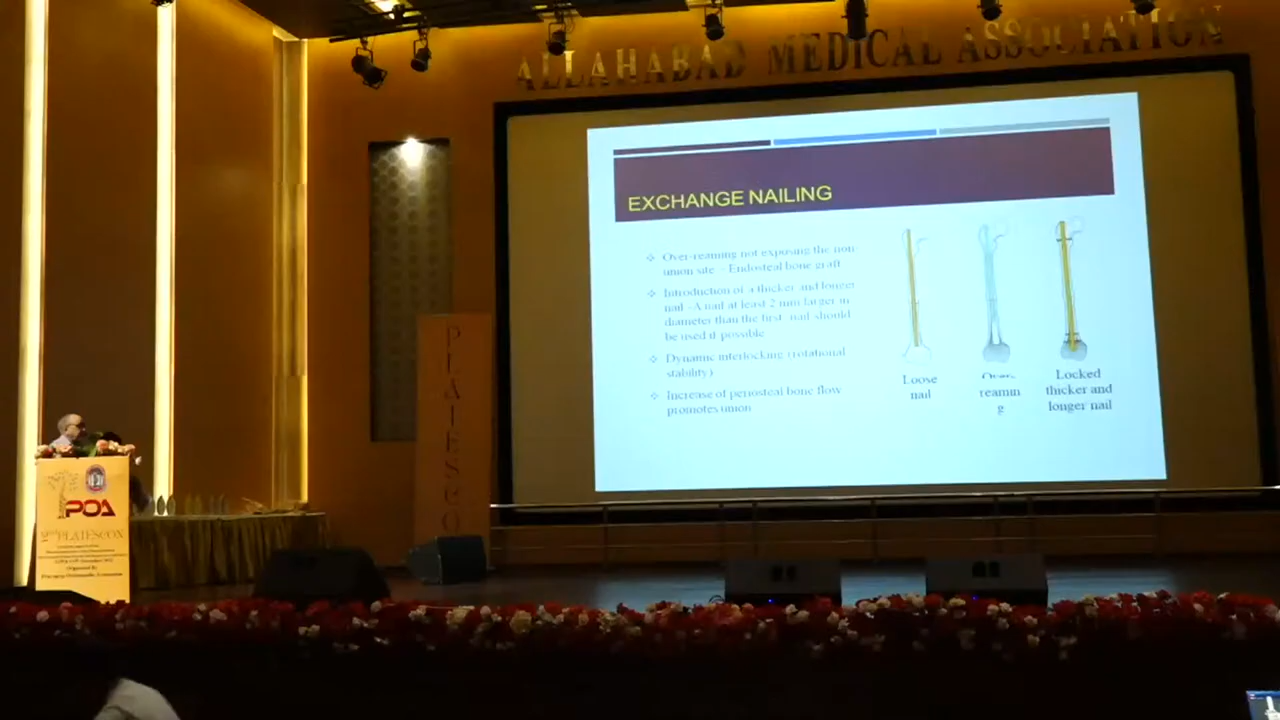 ALLAHABAD MEDICAL ASSOCIATION
EXCHANGE NAILING
Over-reaming not exposing the non-
union site - Endosteal bone graft
Introduction of a thicker and longer
nail -A nail at least 2 mm larger in
diameter than the first nail should
be used if possible
Dynamic interlocking (rotational
stability)
Increase of periosteal bone flow
promotes union
Loose
nail
reamin
g
Locked
thicker and
longer nail
PLATESCO
POA
2nd PLATESCON